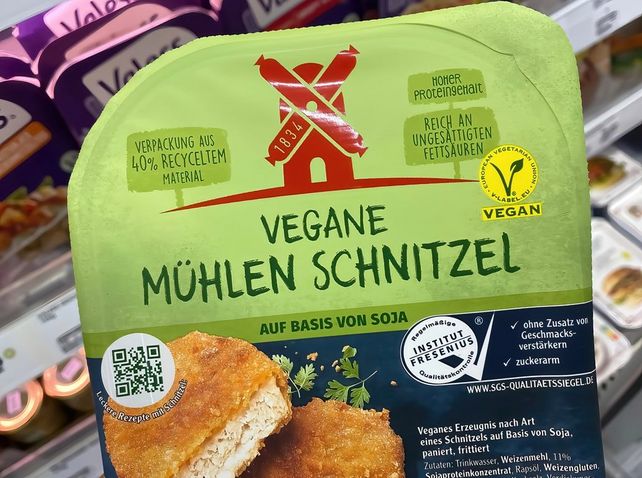 Veless
VEGANE
MÜHLEN SCHNITZEL
AUF BASIS VON SOJA
1834
VERPACKUNG AUS
40% RECYCELTEM
MATERIAL
HOHER
PROTEINGEHALT
REICH AN
UNGESÄTTIGTEN
FETTSÄUREN
EUROPEAN VEGETARIAN UNION
V-LABEL.EU
VEGAN
Leckere Rezepte mit Schnitzel:
Regelmäßige
INSTITUT
FRESENIUS
Qualitätskontrolle
✓ ohne Zusatz von
Geschmacks-
verstärkern
✓ zuckerarm
WWW.SGS-QUALITAETSSIEGEL.DE
Veganes Erzeugnis nach Art
eines Schnitzels auf Basis von Soja,
paniert, frittiert
Zutaten: Trinkwasser, Weizenmehl, 11%
Sojaproteinkonzentrat, Rapsöl, Weizengluten,